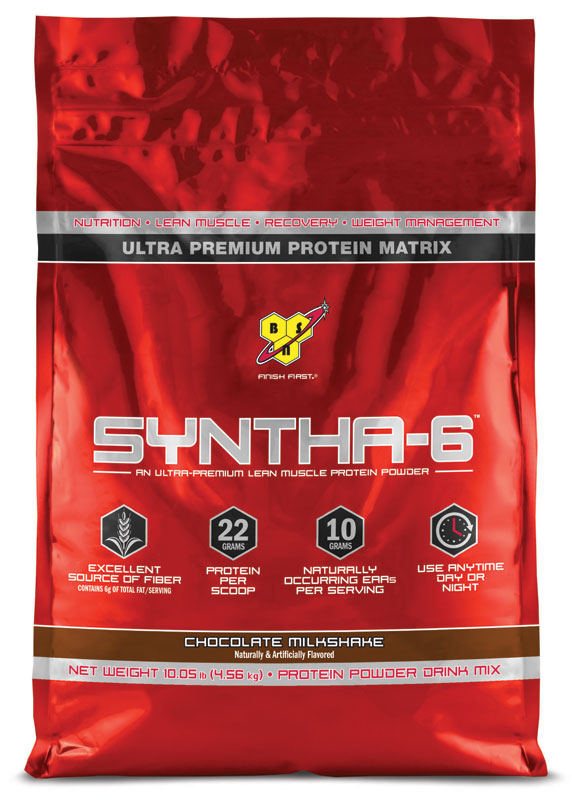 NUTRITION • LEAN MUSCLE • RECOVERY • WEIGHT MANAGEMENT
ULTRA PREMIUM PROTEIN MATRIX
B S
N
FINISH FIRST.®
SYNTHA-6™
AN ULTRA-PREMIUM LEAN MUSCLE PROTEIN POWDER
EXCELLENT
SOURCE OF FIBER
CONTAINS 6g OF TOTAL FAT/SERVING
22
GRAMS
PROTEIN
PER
SCOOP
10
GRAMS
NATURALLY
OCCURRING EAAs
PER SERVING
USE ANYTIME
DAY OR
NIGHT
CHOCOLATE MILKSHAKE
Naturally & Artificially Flavored
NET WEIGHT 10.05 lb (4.56 kg) • PROTEIN POWDER DRINK MIX